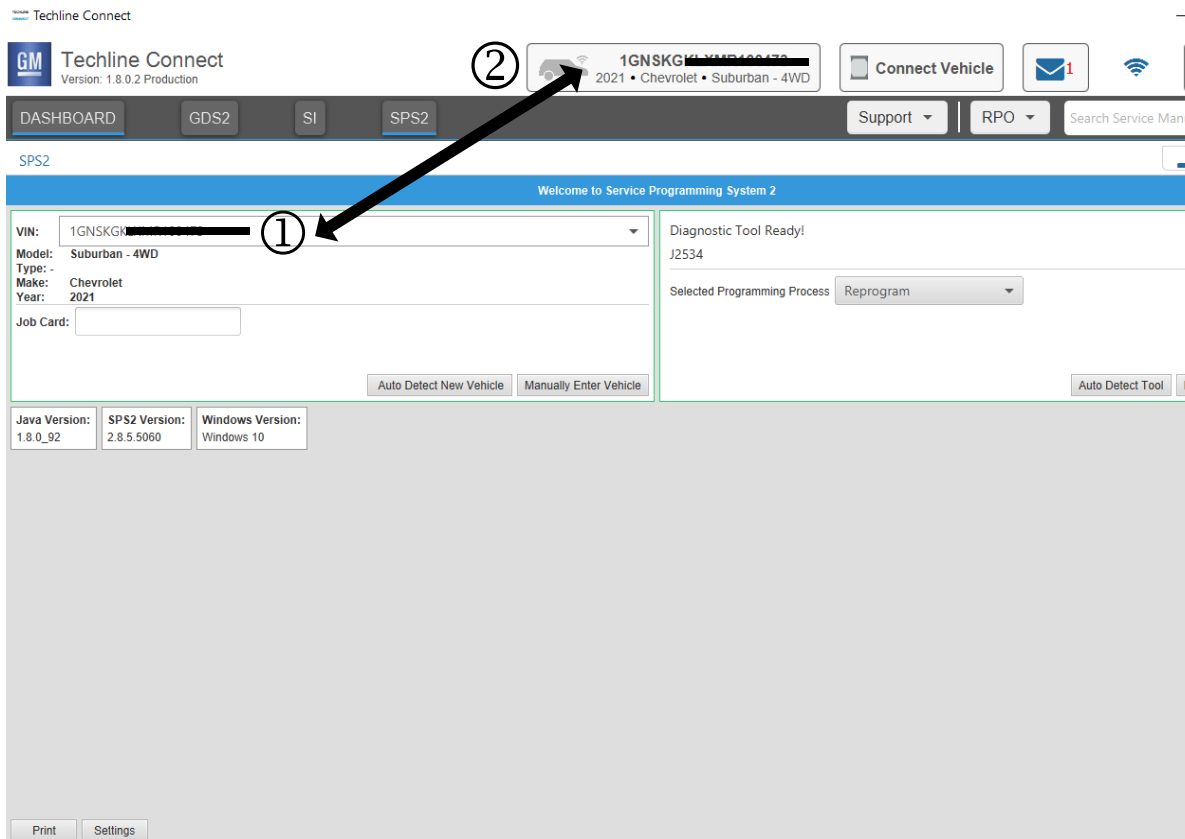 Techline Connect
GM
Techline Connect
Version: 1.8.0.2 Production
②
1GNSKG
2021 • Chevrolet • Suburban - 4WD
Connect Vehicle
1
DASHBOARD
GDS2
SI
SPS2
Support
RPO
Search Service Man
SPS2
Welcome to Service Programming System 2
VIN:
1GNSKGK
①
Model: Suburban - 4WD
Type: -
Make: Chevrolet
Year: 2021
Job Card:
Auto Detect New Vehicle
Manually Enter Vehicle
Diagnostic Tool Ready!
J2534
Selected Programming Process
Reprogram
Auto Detect Tool
Java Version:
1.8.0_92
SPS2 Version:
2.8.5.5060
Windows Version:
Windows 10
Print
Settings